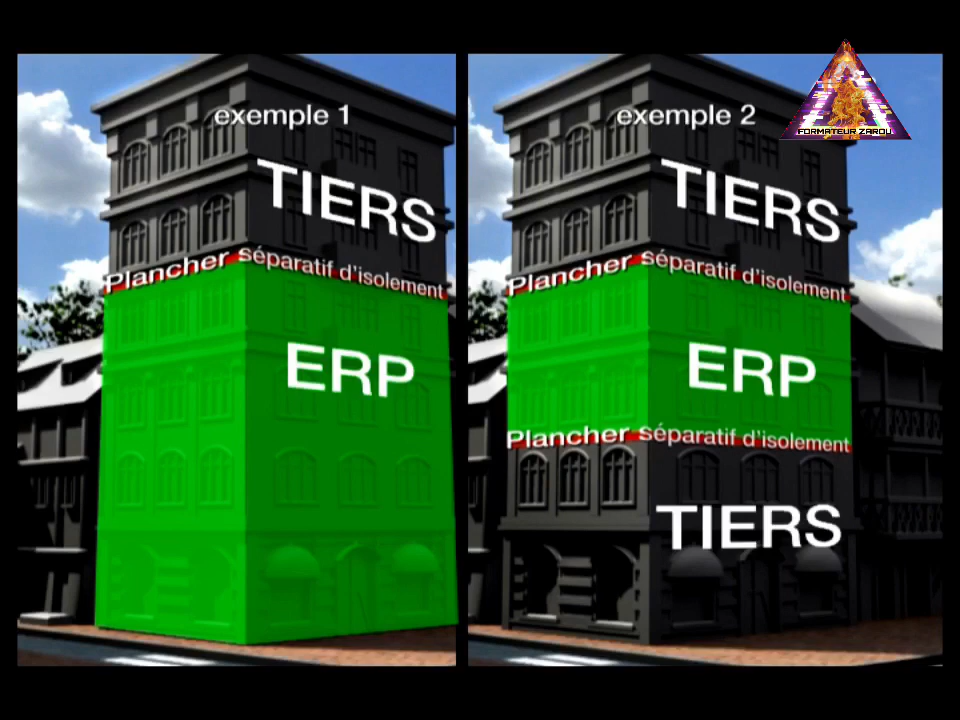 exemple 1
TIERS
Plancher séparatif d'isolement
ERP
exemple 2
FORMATEUR ZAROU
TIERS
Plancher séparatif d'isolement
ERP
Plancher séparatif d'isolement
TIERS